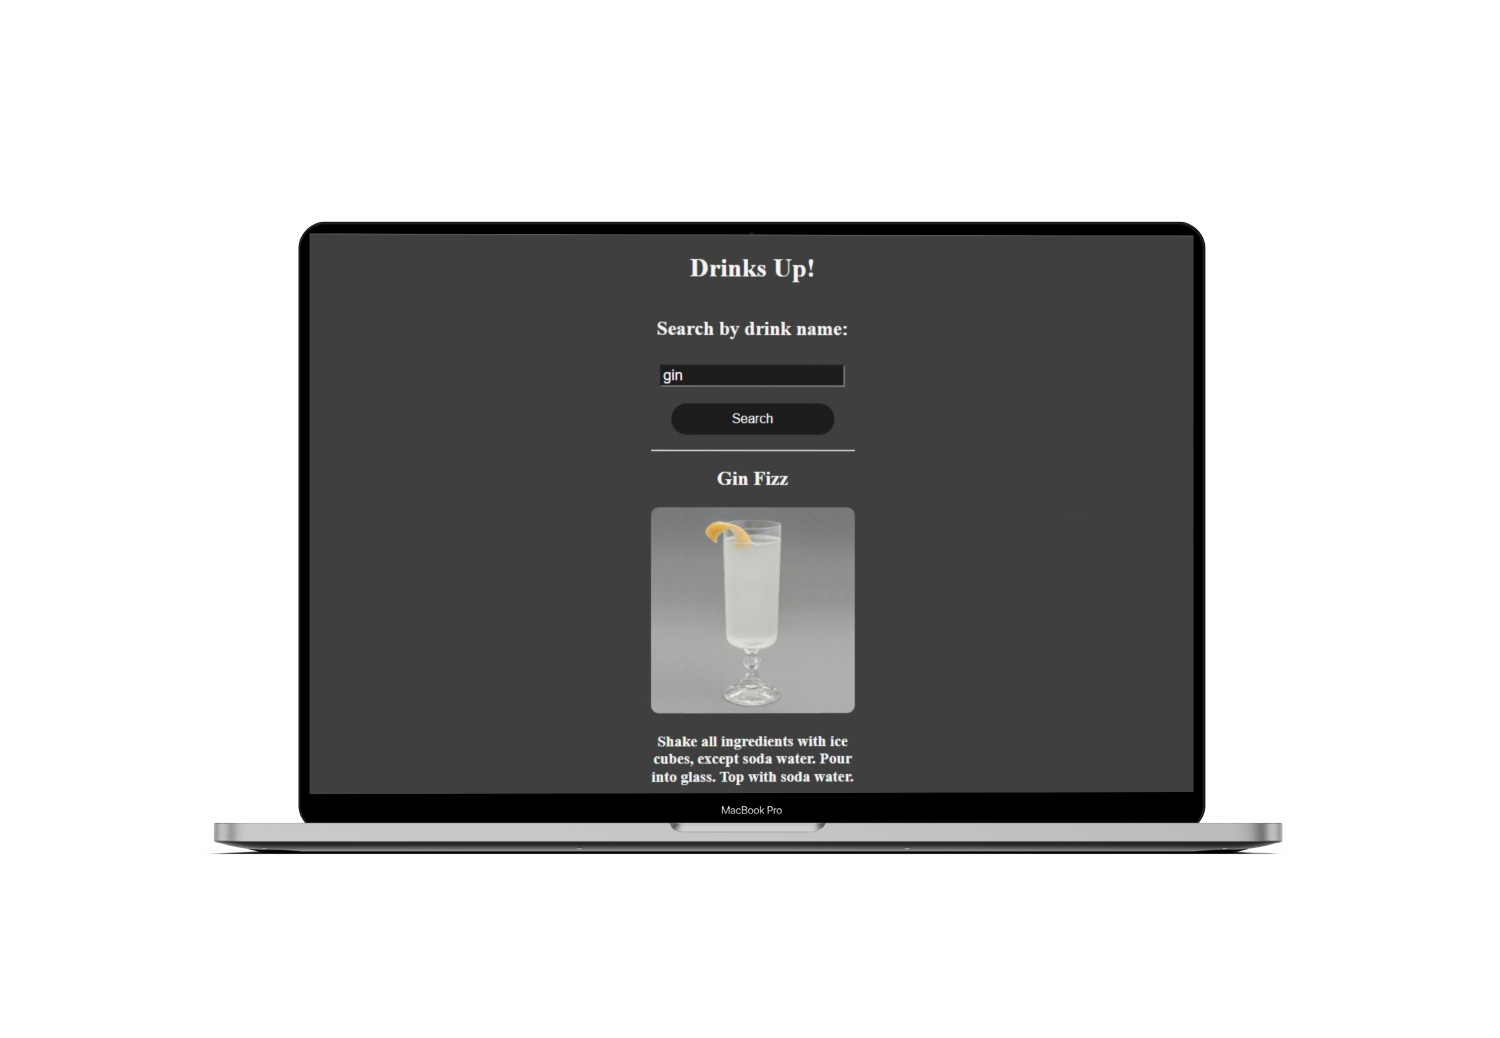 Drinks Up!
Search by drink name:
gin
Search
Gin Fizz
Shake all ingredients with ice
cubes, except soda water. Pour
into glass. Top with soda water.
MacBook Pro